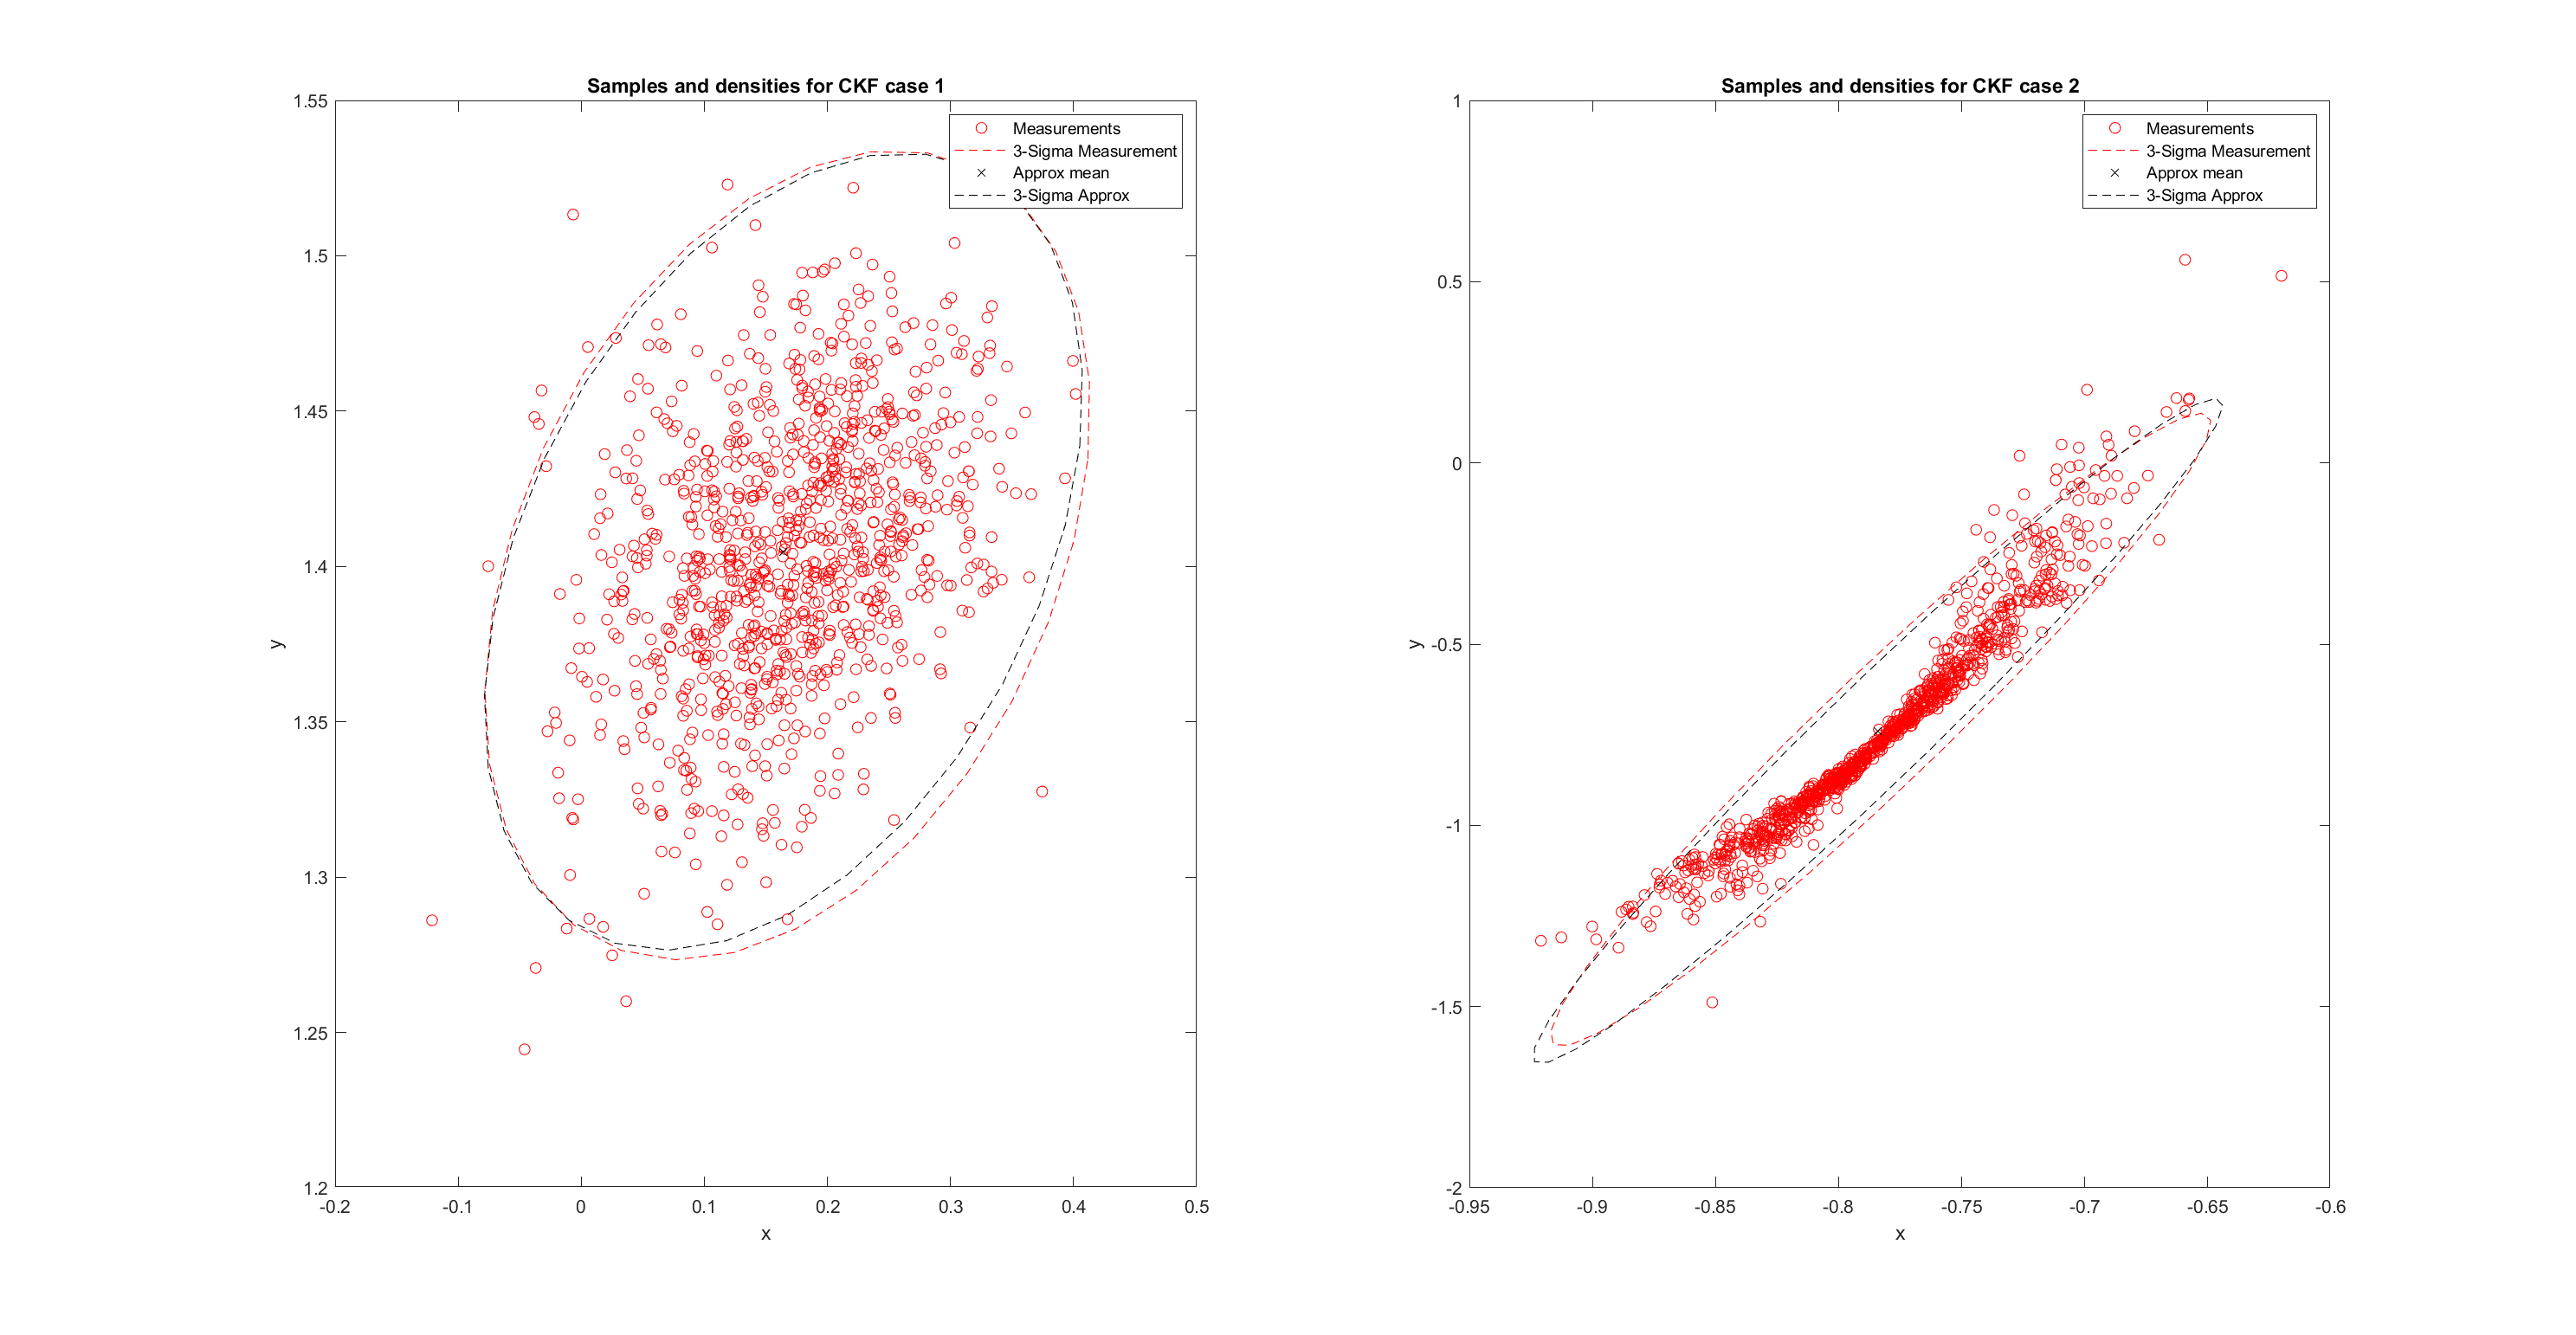 Samples and densities for CKF case 1
1.55
1.5
1.45
1.4
1.35
1.3
1.25
1.2
y
-0.2 -0.1 0 0.1 0.2 0.3 0.4 0.5
x
Measurements
3-Sigma Measurement
Approx mean
3-Sigma Approx
Samples and densities for CKF case 2
1
0.5
0
-0.5
-1
-1.5
-2
y
-0.95 -0.9 -0.85 -0.8 -0.75 -0.7 -0.65 -0.6
x
Measurements
3-Sigma Measurement
Approx mean
3-Sigma Approx